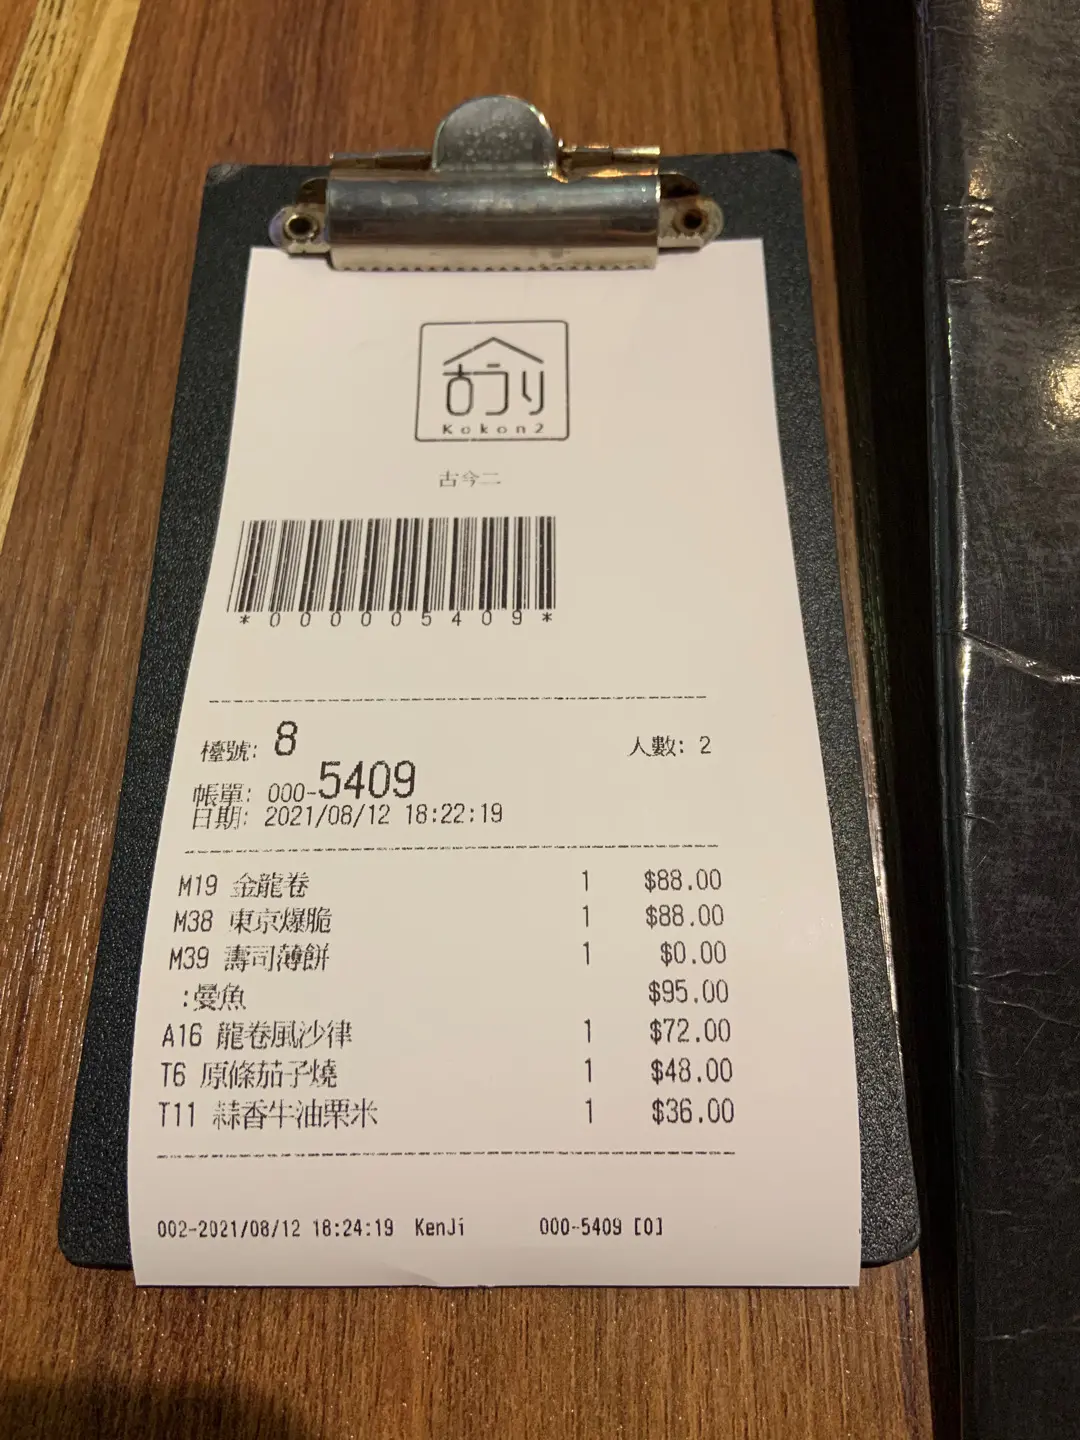 古今り
Kokon2
古今二
*000005409*
檯號: 8 人數: 2
帳單: 000-5409
日期: 2021/08/12 18:22:19
M19 金龍卷 1 $88.00
M38 東京爆脆 1 $88.00
M39 壽司薄餅 1 $0.00
:曼魚 $95.00
A16 龍卷風沙律 1 $72.00
T6 原條茄子燒 1 $48.00
T11 蒜香牛油粟米 1 $36.00
002-2021/08/12 18:24:19 KenJi 000-5409 [0]